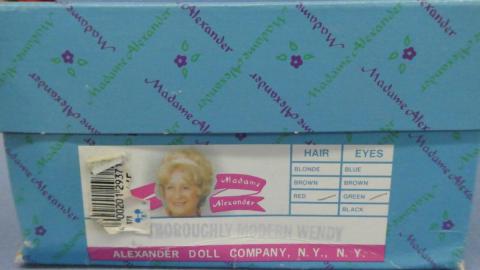 Madame Alexander
Madame Alexander
Madame Alexander
Madame Alexander
Madame Alexander
HAIR EYES
BLONDE BLUE
BROWN BROWN
RED GREEN
BLACK
Madame
Alexander
THOROUGHLY MODERN WENDY
ALEXANDER DOLL COMPANY, N.Y., N.Y.